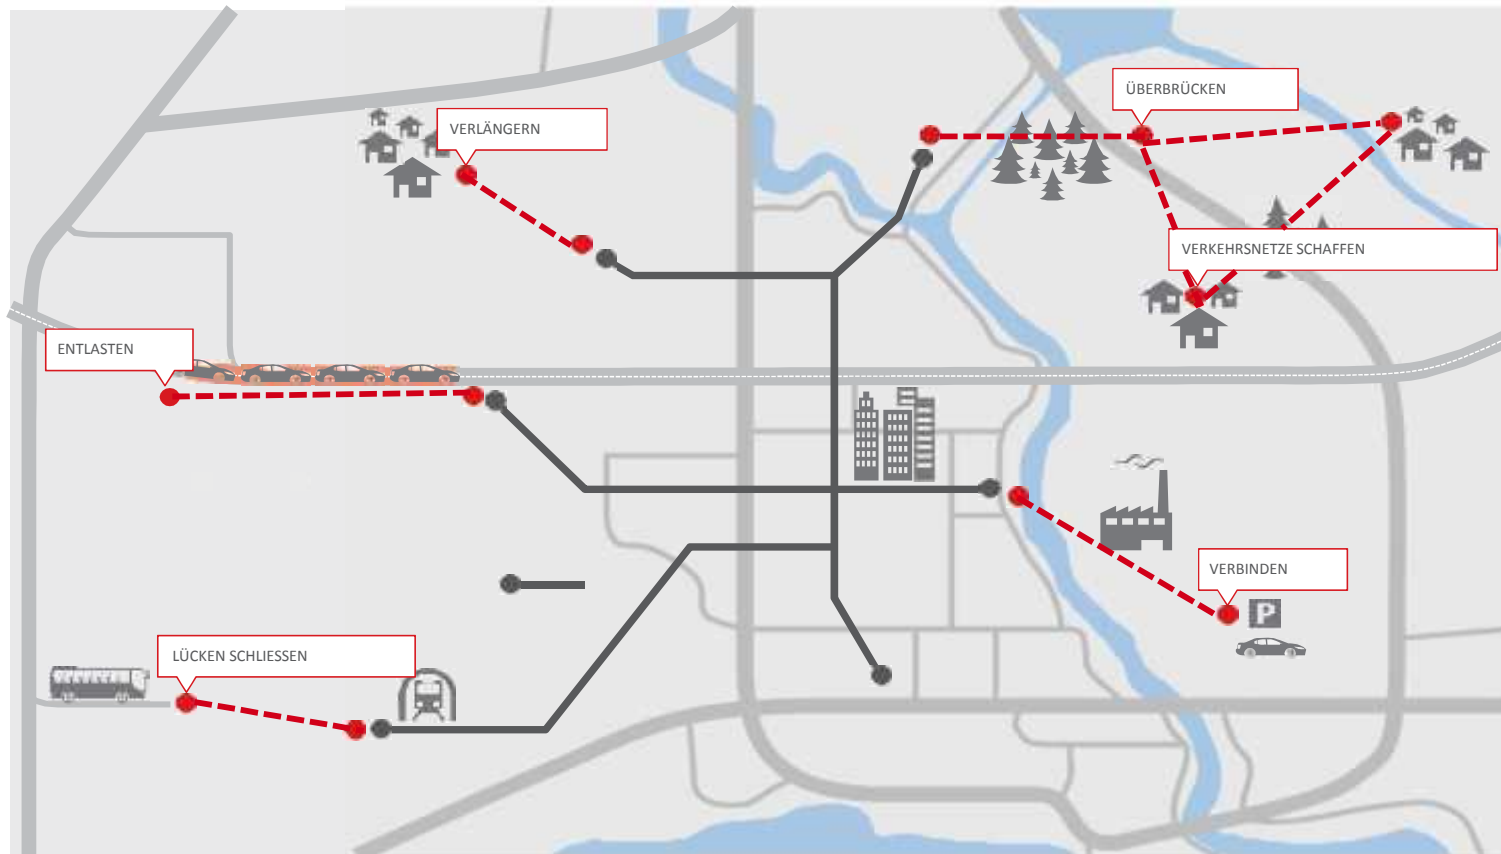 ÜBERBRÜCKEN
VERLÄNGERN
VERKEHRSNETZE SCHAFFEN
ENTLASTEN
VERBINDEN
P
LÜCKEN SCHLIESSEN